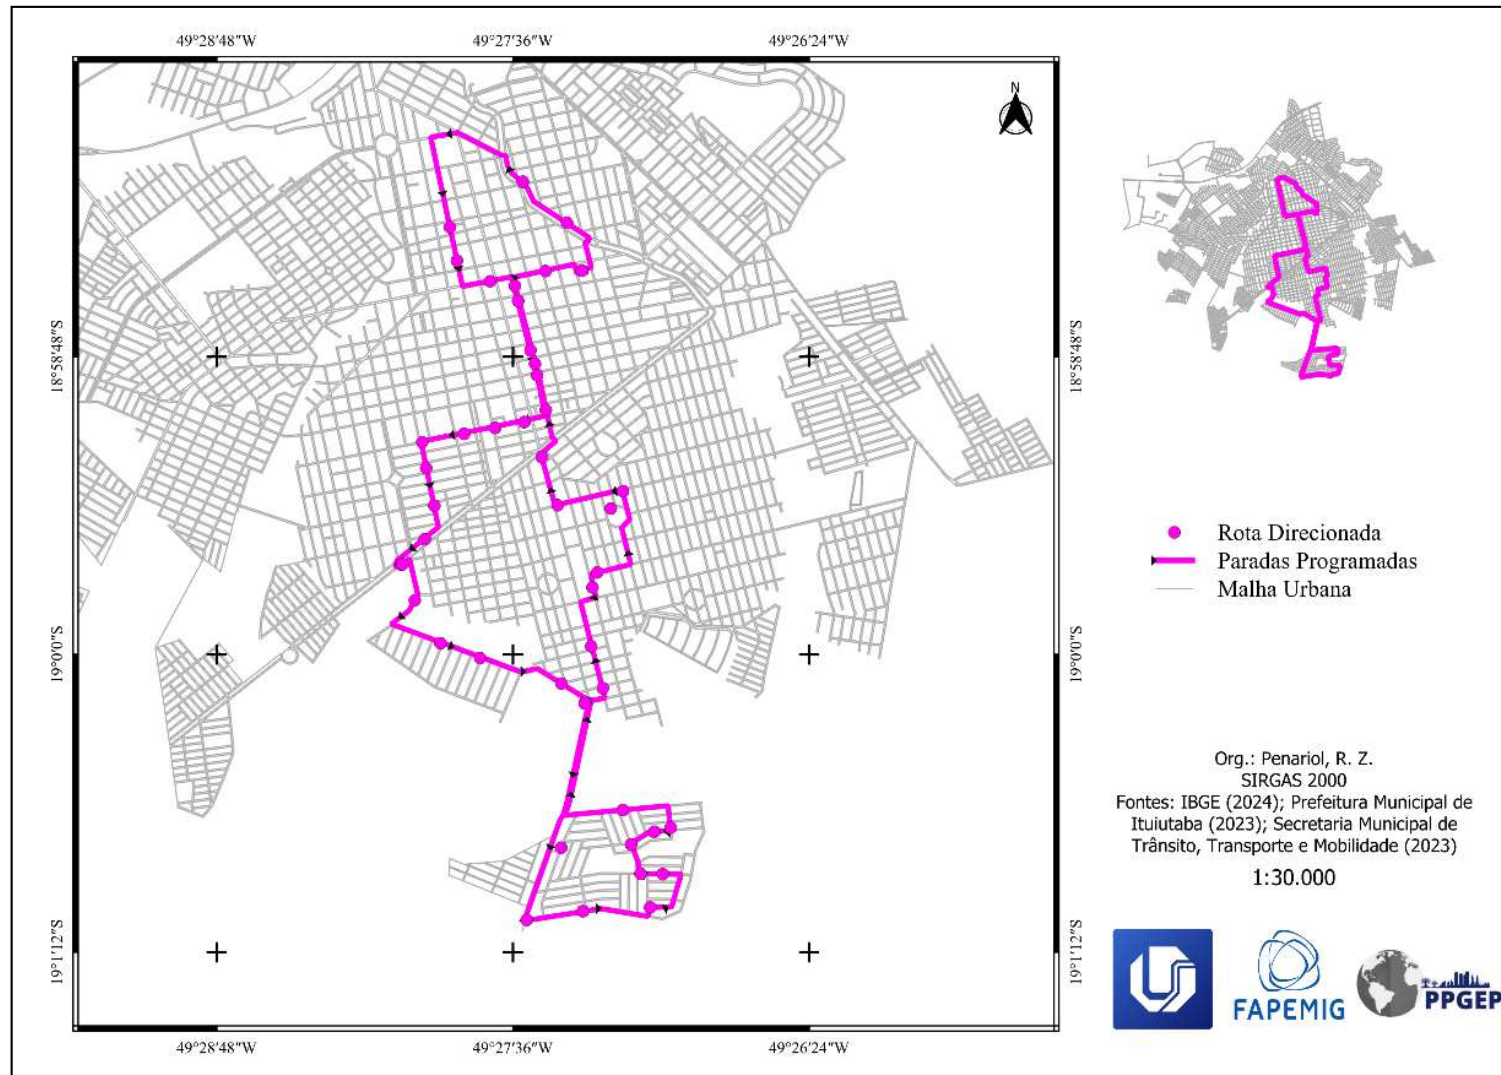 49°28'48"W
49°27'36"W
49°26'24"W
N
18°58'48"S
18°58'48"S
Rota Direcionada
Paradas Programadas
Malha Urbana
19°0'0"S
19°0'0"S
Org.: Penariol, R. Z.
SIRGAS 2000
Fontes: IBGE (2024); Prefeitura Municipal de
Ituiutaba (2023); Secretaria Municipal de
Trânsito, Transporte e Mobilidade (2023)
1:30.000
19°1'12"S
19°1'12"S
FAPEMIG
PPGEP
49°28'48"W
49°27'36"W
49°26'24"W